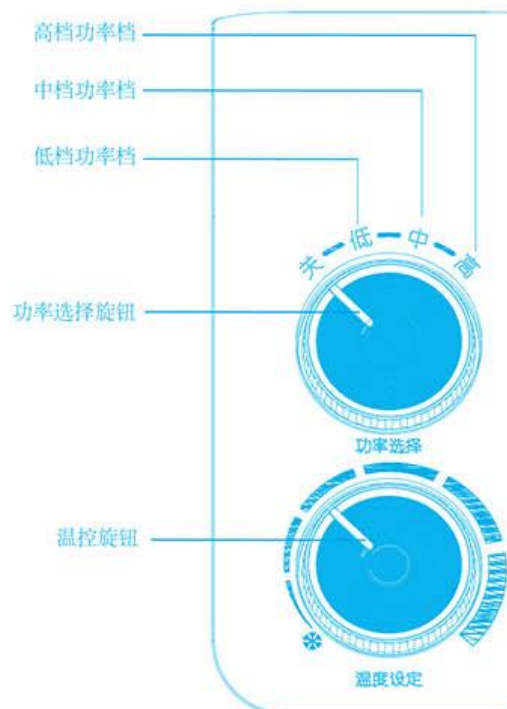 高档功率档
中档功率档
低档功率档
关 低 中 高
功率选择旋钮
功率选择
温控旋钮
温度设定